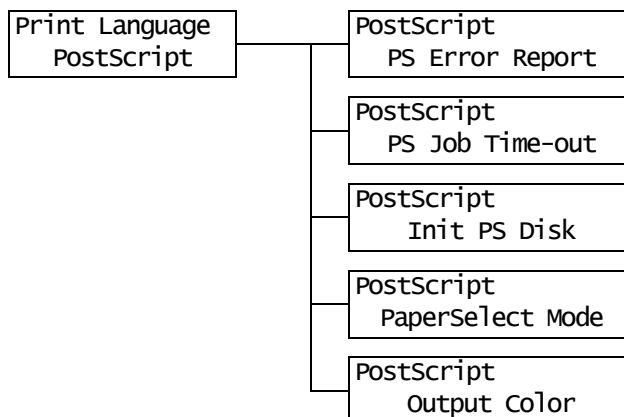 Print Language
PostScript
PostScript
PS Error Report
PostScript
PS Job Time-out
PostScript
Init PS Disk
PostScript
PaperSelect Mode
PostScript
Output Color